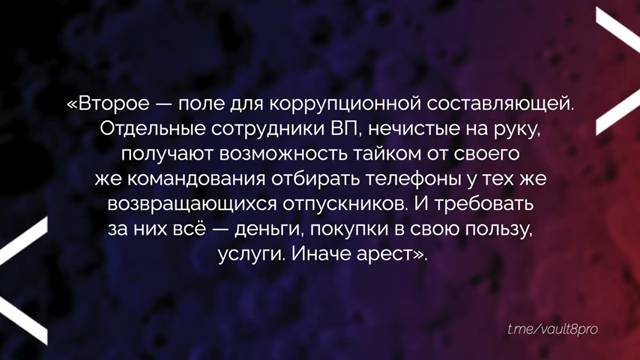 «Второе — поле для коррупционной составляющей.
Отдельные сотрудники ВП, нечистые на руку,
получают возможность тайком от своего
же командования отбирать телефоны у тех же
возвращающихся отпускников. И требовать
за них всё — деньги, покупки в свою пользу,
услуги. Иначе арест».
t.me/vault8pro